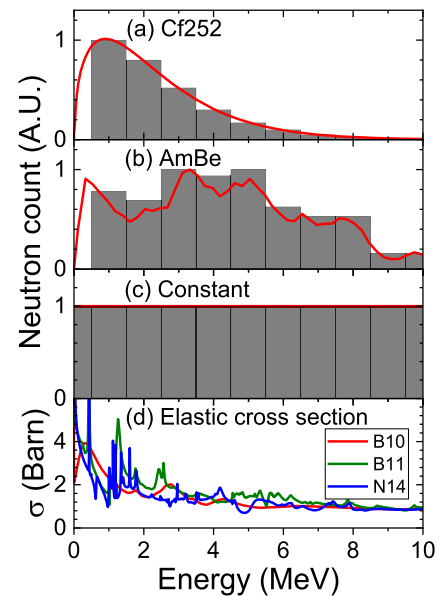 (a) Cf252
1
0
(b) AmBe
1
0
(c) Constant
1
0
Neutron count (A.U.)
(d) Elastic cross section
B10
B11
N14
4
2
0
σ (Barn)
0 2 4 6 8 10
Energy (MeV)